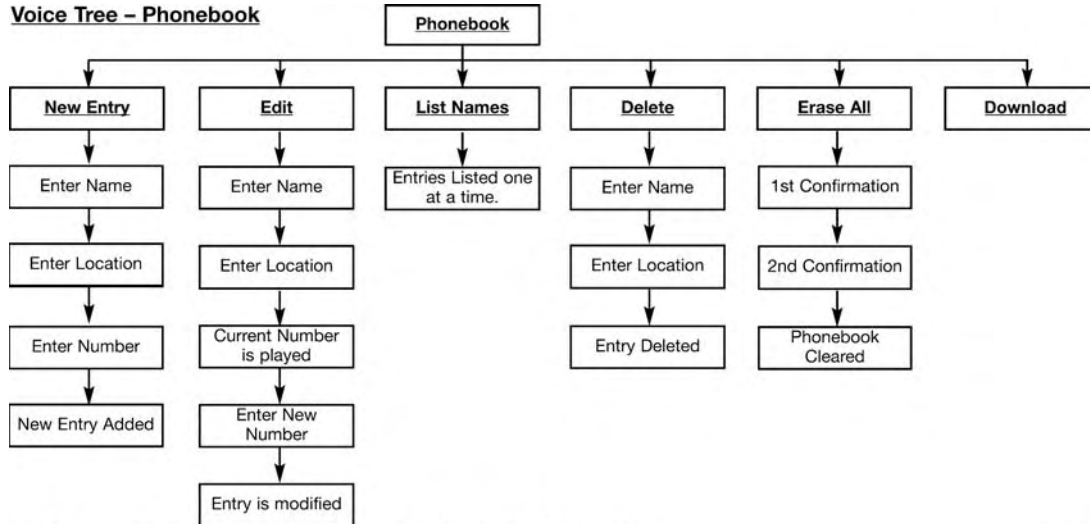 Voice Tree – Phonebook
Phonebook
New Entry
Edit
List Names
Delete
Erase All
Download
Enter Name
Enter Name
Entries Listed one
at a time.
Enter Name
1st Confirmation
Enter Location
Enter Location
Enter Location
2nd Confirmation
Enter Number
Current Number
is played
Entry Deleted
Phonebook
Cleared
New Entry Added
Enter New
Number
Entry is modified